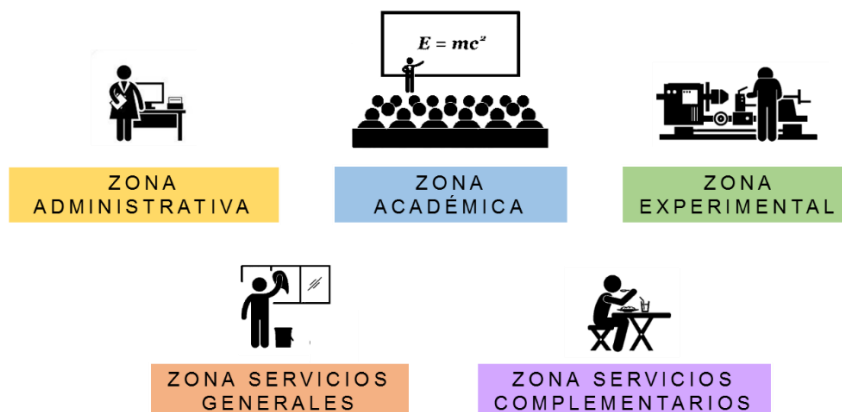 E = mc²
ZONA
ADMINISTRATIVA
ZONA
ACADÉMICA
ZONA
EXPERIMENTAL
ZONA SERVICIOS
GENERALES
ZONA SERVICIOS
COMPLEMENTARIOS